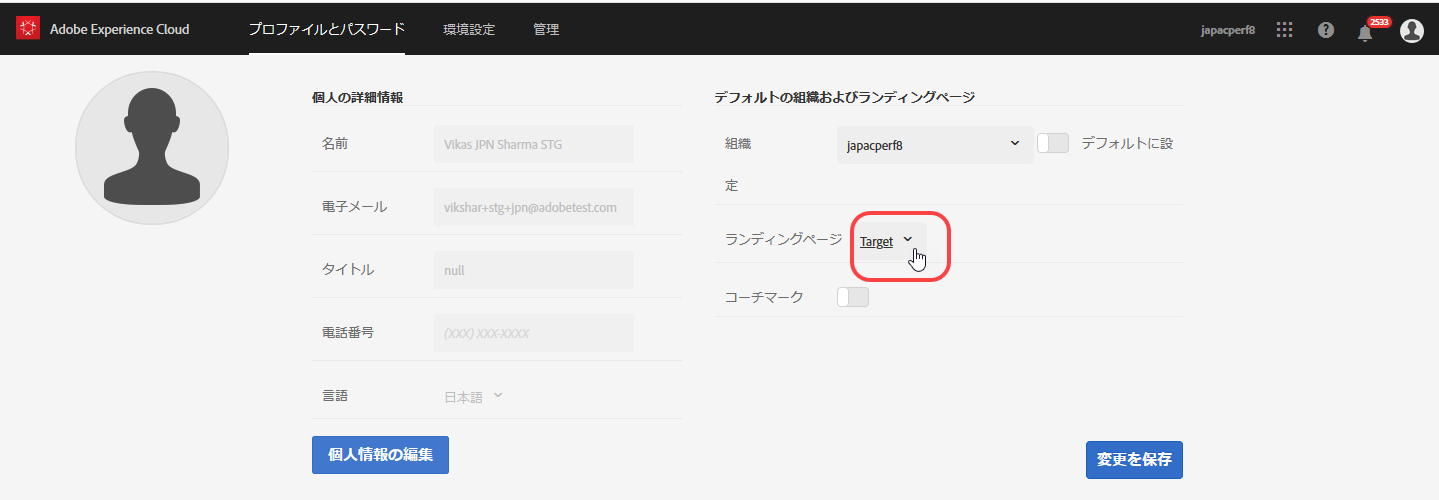 Adobe Experience Cloud
プロファイルとパスワード
環境設定
管理
japacperf8
2533
個人の詳細情報
名前
Vikas JPN Sharma STG
電子メール
vikshar+stg+jpn@adobetest.com
タイトル
null
電話番号
(XXX) XXX-XXXX
言語
日本語
個人情報の編集
デフォルトの組織およびランディングページ
組織
japacperf8
デフォルトに設
定
ランディングページ
Target
コーチマーク
変更を保存